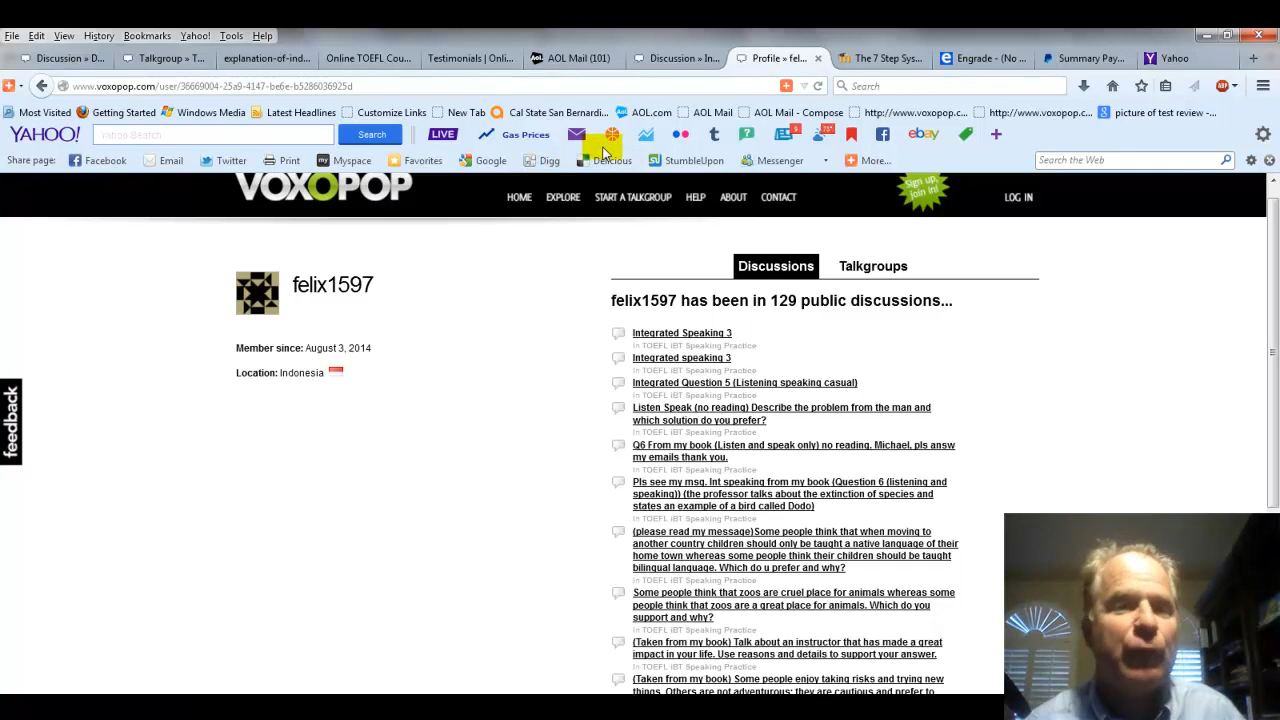 File Edit View History Bookmarks Yahoo! Tools Help
Discussion » D... Talkgroup » T... explanation-of-ind... Online TOEFL Cou... Testimonials | Onli... AOL Mail (101) Discussion » In... Profile » fel... The 7 Step Sys... Engrade - (No ... Summary Pay... Yahoo
www.voxopop.com/user/36669004-25a9-4147-be6e-b5286036925d Search
Most Visited Getting Started Windows Media Latest Headlines Customize Links New Tab Cal State San Bernardi... AOL.com AOL Mail AOL Mail - Compose http://www.voxopop.c... http://www.voxopop.c... picture of test review -...
YAHOO! Yahoo Search Search LIVE Gas Prices 9 ebay
Share page: Facebook Email Twitter Print Myspace Favorites Google Digg Delicious StumbleUpon Messenger More... Search the Web
VOXOPOP HOME EXPLORE START A TALKGROUP HELP ABOUT CONTACT Sign up, join in! LOG IN
Discussions Talkgroups
felix1597
felix1597 has been in 129 public discussions...
Member since: August 3, 2014
Location: Indonesia
feedback
Integrated Speaking 3
In TOEFL iBT Speaking Practice
Integrated speaking 3
In TOEFL iBT Speaking Practice
Integrated Question 5 (Listening speaking casual)
In TOEFL iBT Speaking Practice
Listen Speak (no reading) Describe the problem from the man and
which solution do you prefer?
In TOEFL iBT Speaking Practice
Q6 From my book (Listen and speak only) no reading. Michael, pls answ
my emails thank you.
In TOEFL iBT Speaking Practice
Pls see my msg. Int speaking from my book (Question 6 (listening and
speaking)) (the professor talks about the extinction of species and
states an example of a bird called Dodo)
In TOEFL iBT Speaking Practice
(please read my message)Some people think that when moving to
another country children should only be taught a native language of their
home town whereas some people think their children should be taught
bilingual language. Which do u prefer and why?
In TOEFL iBT Speaking Practice
Some people think that zoos are cruel place for animals whereas some
people think that zoos are a great place for animals. Which do you
support and why?
In TOEFL iBT Speaking Practice
(Taken from my book) Talk about an instructor that has made a great
impact in your life. Use reasons and details to support your answer.
In TOEFL iBT Speaking Practice
(Taken from my book) Some people enjoy taking risks and trying new
things. Others are not adventurous; they are cautious and prefer to